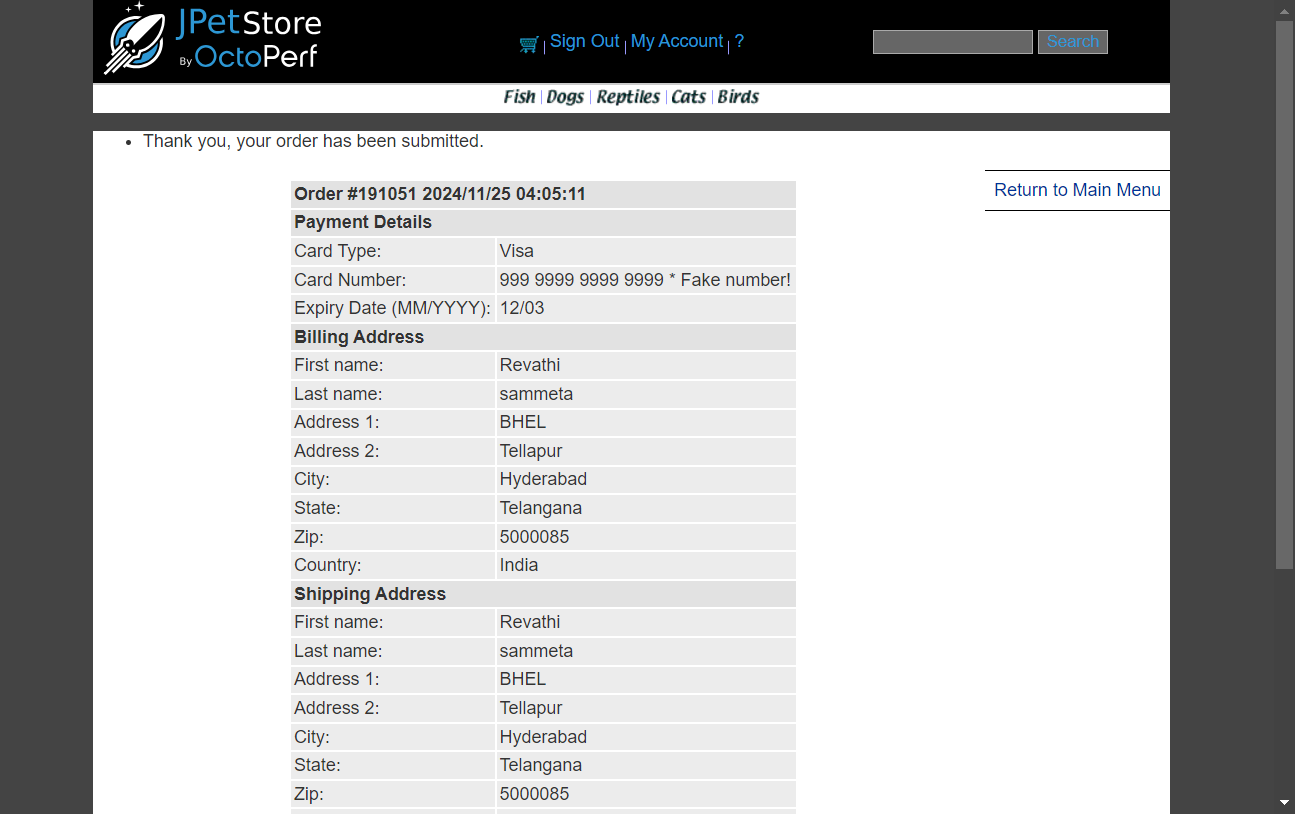 JPetStore
By OctoPerf
Sign Out | My Account | ?
Search
Fish | Dogs | Reptiles | Cats | Birds
Thank you, your order has been submitted.
Return to Main Menu
Order #191051 2024/11/25 04:05:11
Payment Details
Card Type: Visa
Card Number: 999 9999 9999 9999 * Fake number!
Expiry Date (MM/YYYY): 12/03
Billing Address
First name: Revathi
Last name: sammeta
Address 1: BHEL
Address 2: Tellapur
City: Hyderabad
State: Telangana
Zip: 5000085
Country: India
Shipping Address
First name: Revathi
Last name: sammeta
Address 1: BHEL
Address 2: Tellapur
City: Hyderabad
State: Telangana
Zip: 5000085